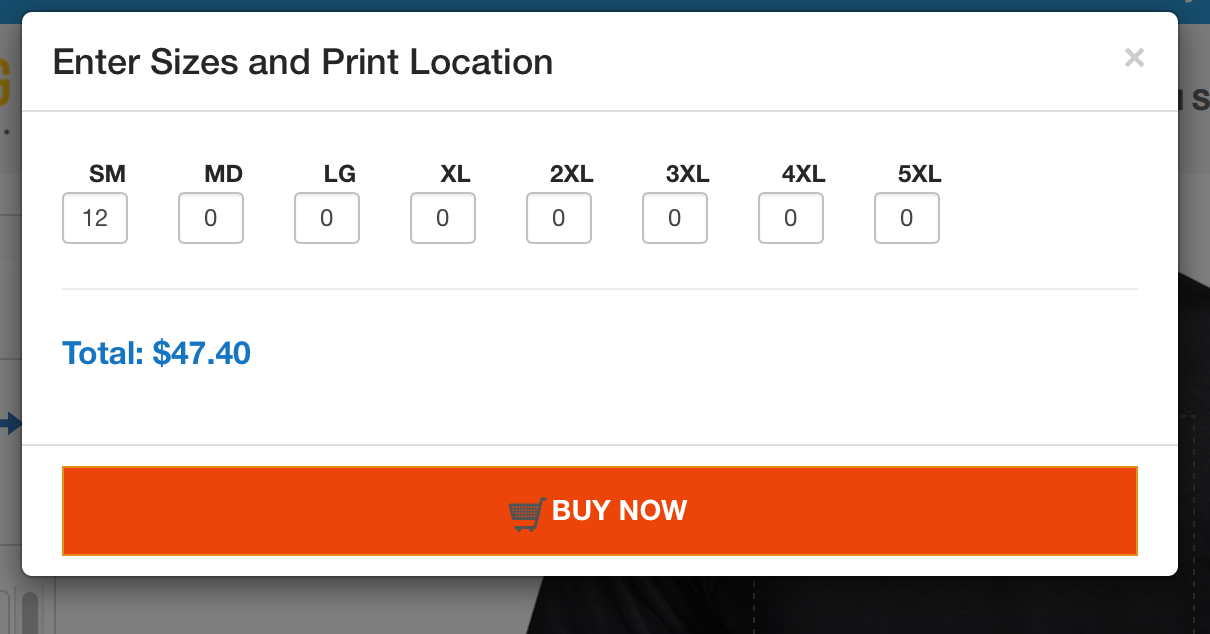 Enter Sizes and Print Location ×
SM MD LG XL 2XL 3XL 4XL 5XL
12 0 0 0 0 0 0 0
Total: $47.40
BUY NOW